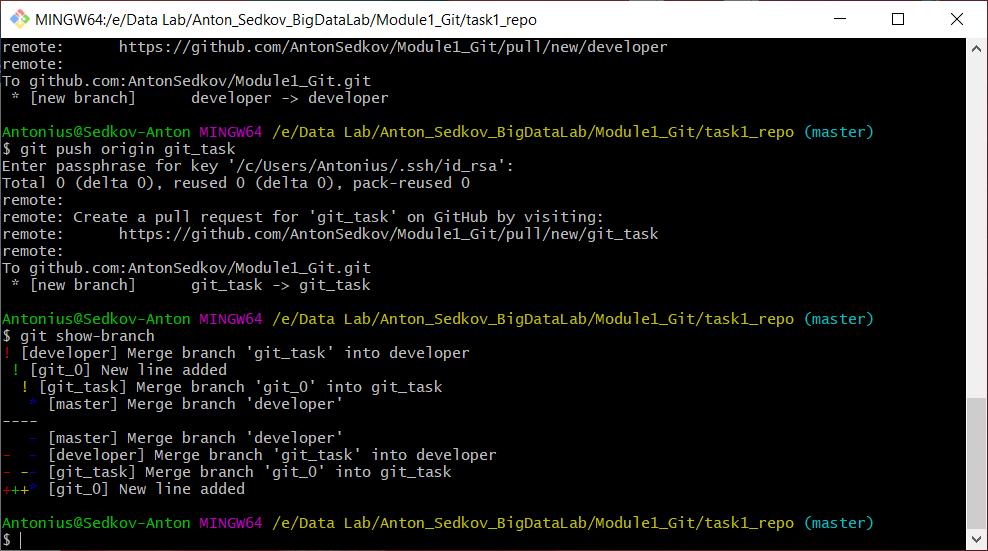 MINGW64:/e/Data Lab/Anton_Sedkov_BigDataLab/Module1_Git/task1_repo
remote:      https://github.com/AntonSedkov/Module1_Git/pull/new/developer
remote:
To github.com:AntonSedkov/Module1_Git.git
 * [new branch]      developer -> developer

Antonius@Sedkov-Anton MINGW64 /e/Data Lab/Anton_Sedkov_BigDataLab/Module1_Git/task1_repo (master)
$ git push origin git_task
Enter passphrase for key '/c/Users/Antonius/.ssh/id_rsa':
Total 0 (delta 0), reused 0 (delta 0), pack-reused 0
remote:
remote: Create a pull request for 'git_task' on GitHub by visiting:
remote:      https://github.com/AntonSedkov/Module1_Git/pull/new/git_task
remote:
To github.com:AntonSedkov/Module1_Git.git
 * [new branch]      git_task -> git_task

Antonius@Sedkov-Anton MINGW64 /e/Data Lab/Anton_Sedkov_BigDataLab/Module1_Git/task1_repo (master)
$ git show-branch
! [developer] Merge branch 'git_task' into developer
 ! [git_0] New line added
  ! [git_task] Merge branch 'git_0' into git_task
   * [master] Merge branch 'developer'
----
   - [master] Merge branch 'developer'
-  - [developer] Merge branch 'git_task' into developer
- -- [git_task] Merge branch 'git_0' into git_task
+++* [git_0] New line added

Antonius@Sedkov-Anton MINGW64 /e/Data Lab/Anton_Sedkov_BigDataLab/Module1_Git/task1_repo (master)
$